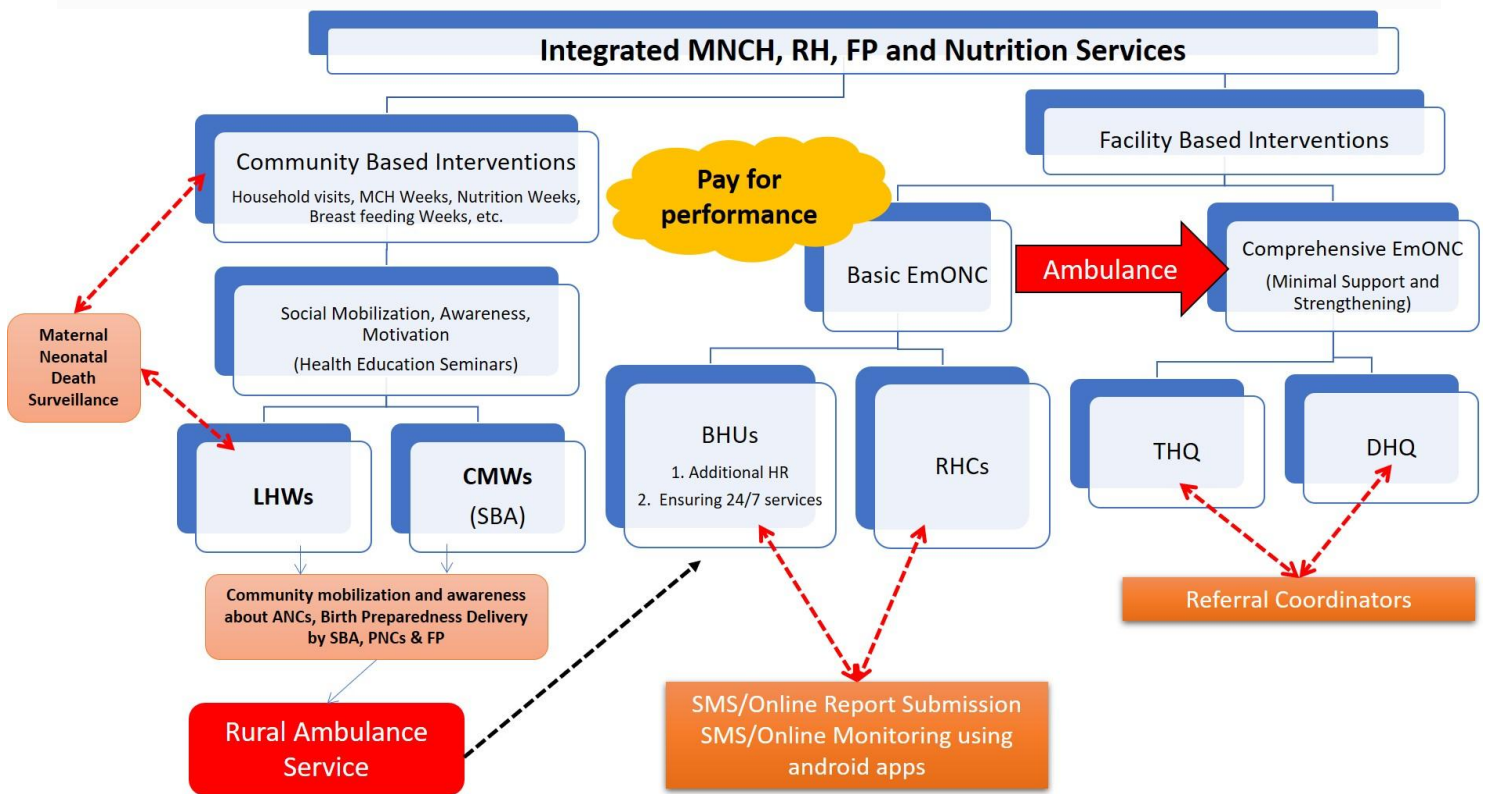 Integrated MNCH, RH, FP and Nutrition Services
Community Based Interventions
Household visits, MCH Weeks, Nutrition Weeks,
Breast feeding Weeks, etc.
Facility Based Interventions
Pay for
performance
Basic EmONC
Ambulance
Comprehensive EmONC
(Minimal Support and
Strengthening)
Social Mobilization, Awareness,
Motivation
(Health Education Seminars)
Maternal
Neonatal
Death
Surveillance
LHWs
CMWs
(SBA)
BHUs
1. Additional HR
2. Ensuring 24/7 services
RHCs
THQ
DHQ
Community mobilization and awareness
about ANCs, Birth Preparedness Delivery
by SBA, PNCs & FP
Referral Coordinators
Rural Ambulance
Service
SMS/Online Report Submission
SMS/Online Monitoring using
android apps